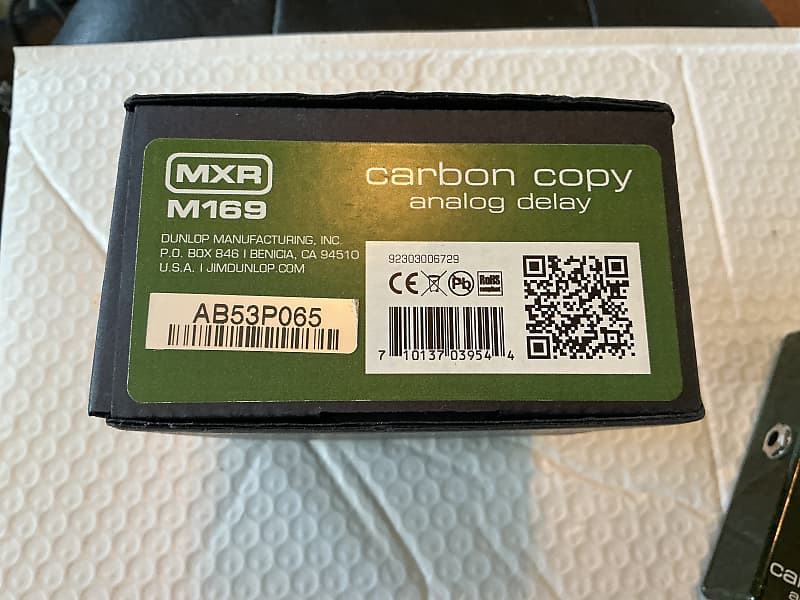 MXR
M169
carbon copy
analog delay
DUNLOP MANUFACTURING, INC.
P.O. BOX 846 | BENICIA, CA 94510
U.S.A. | JIMDUNLOP.COM
AB53P065
92303006729
CE
Pb
RoHS
7 10137 03954 4
ca